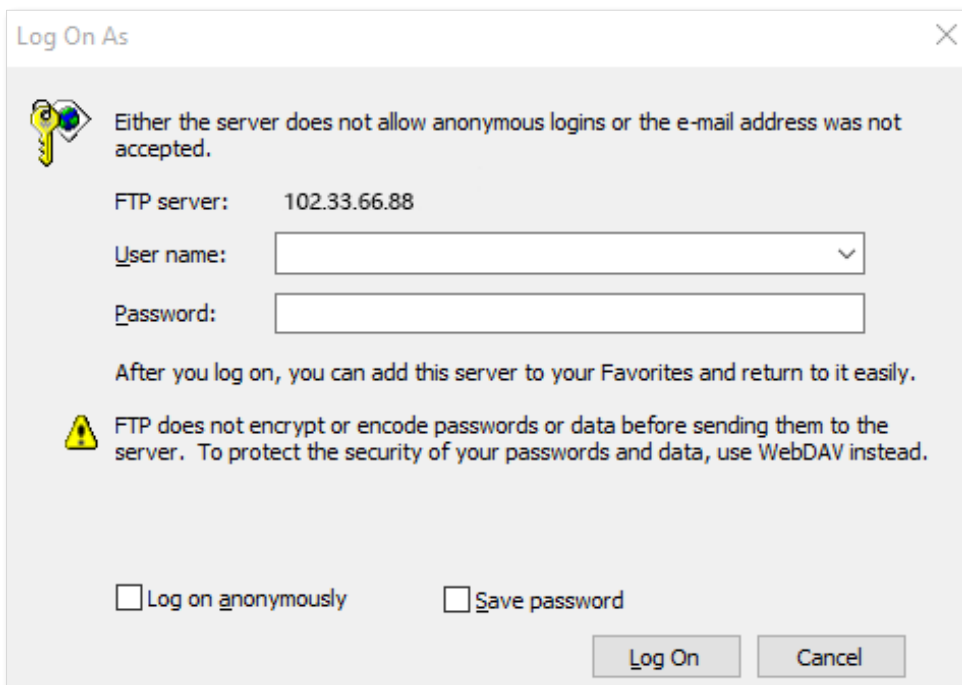 Log On As
Either the server does not allow anonymous logins or the e-mail address was not
accepted.
FTP server: 102.33.66.88
User name:
Password:
After you log on, you can add this server to your Favorites and return to it easily.
FTP does not encrypt or encode passwords or data before sending them to the
server.  To protect the security of your passwords and data, use WebDAV instead.
Log on anonymously Save password
Log On Cancel